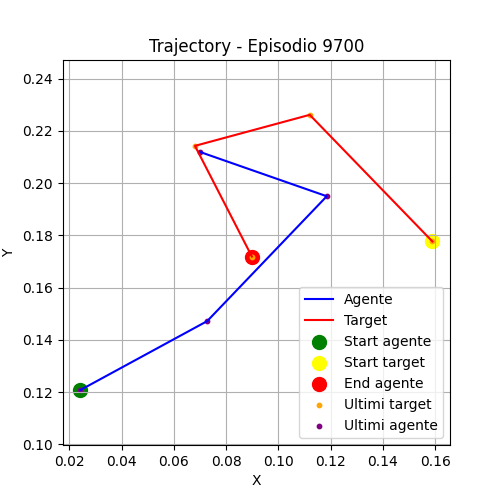 Trajectory - Episodio 9700
0.24
0.22
0.20
0.18
0.16
0.14
0.12
0.10
Y
Agente
Target
Start agente
Start target
End agente
Ultimi target
Ultimi agente
0.02 0.04 0.06 0.08 0.10 0.12 0.14 0.16
X